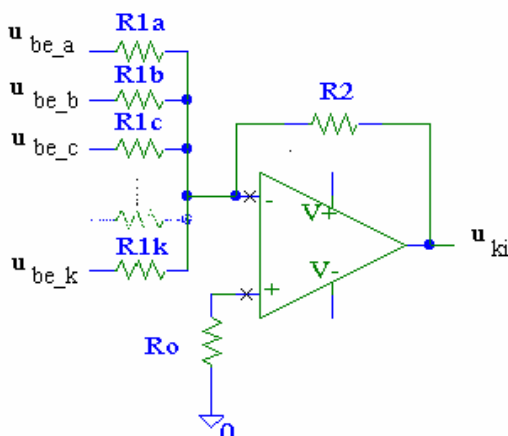 u be_a
R1a
u be_b
R1b
u be_c
R1c
R2
-
V+
u ki
V-
u be_k
R1k
+
Ro
0